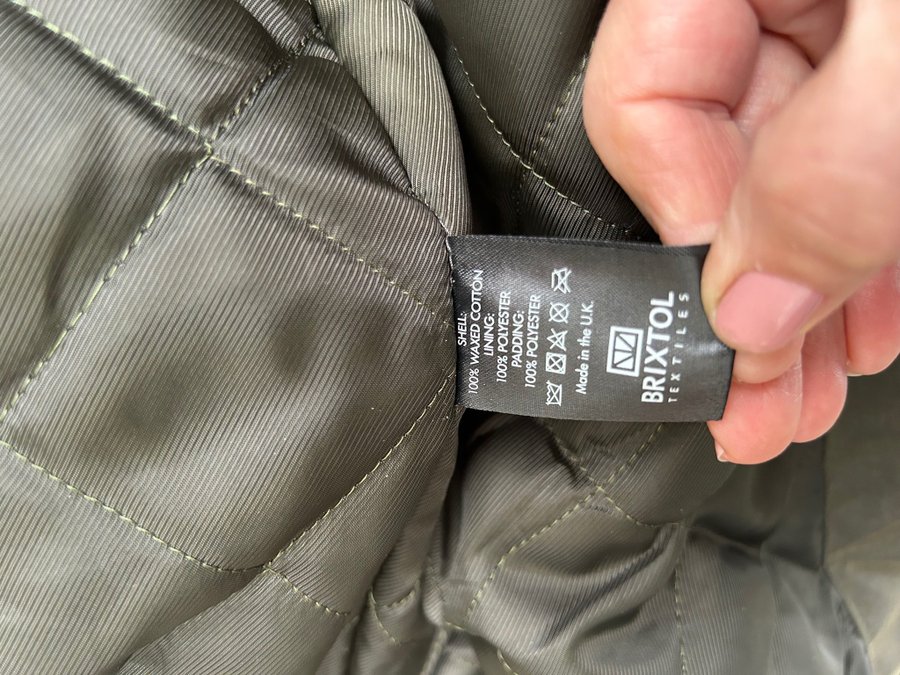 SHELL:
100% WAXED COTTON
LINING:
100% POLYESTER
PADDING:
100% POLYESTER
Made in the U.K.
BRIXTOL
TEXTILES